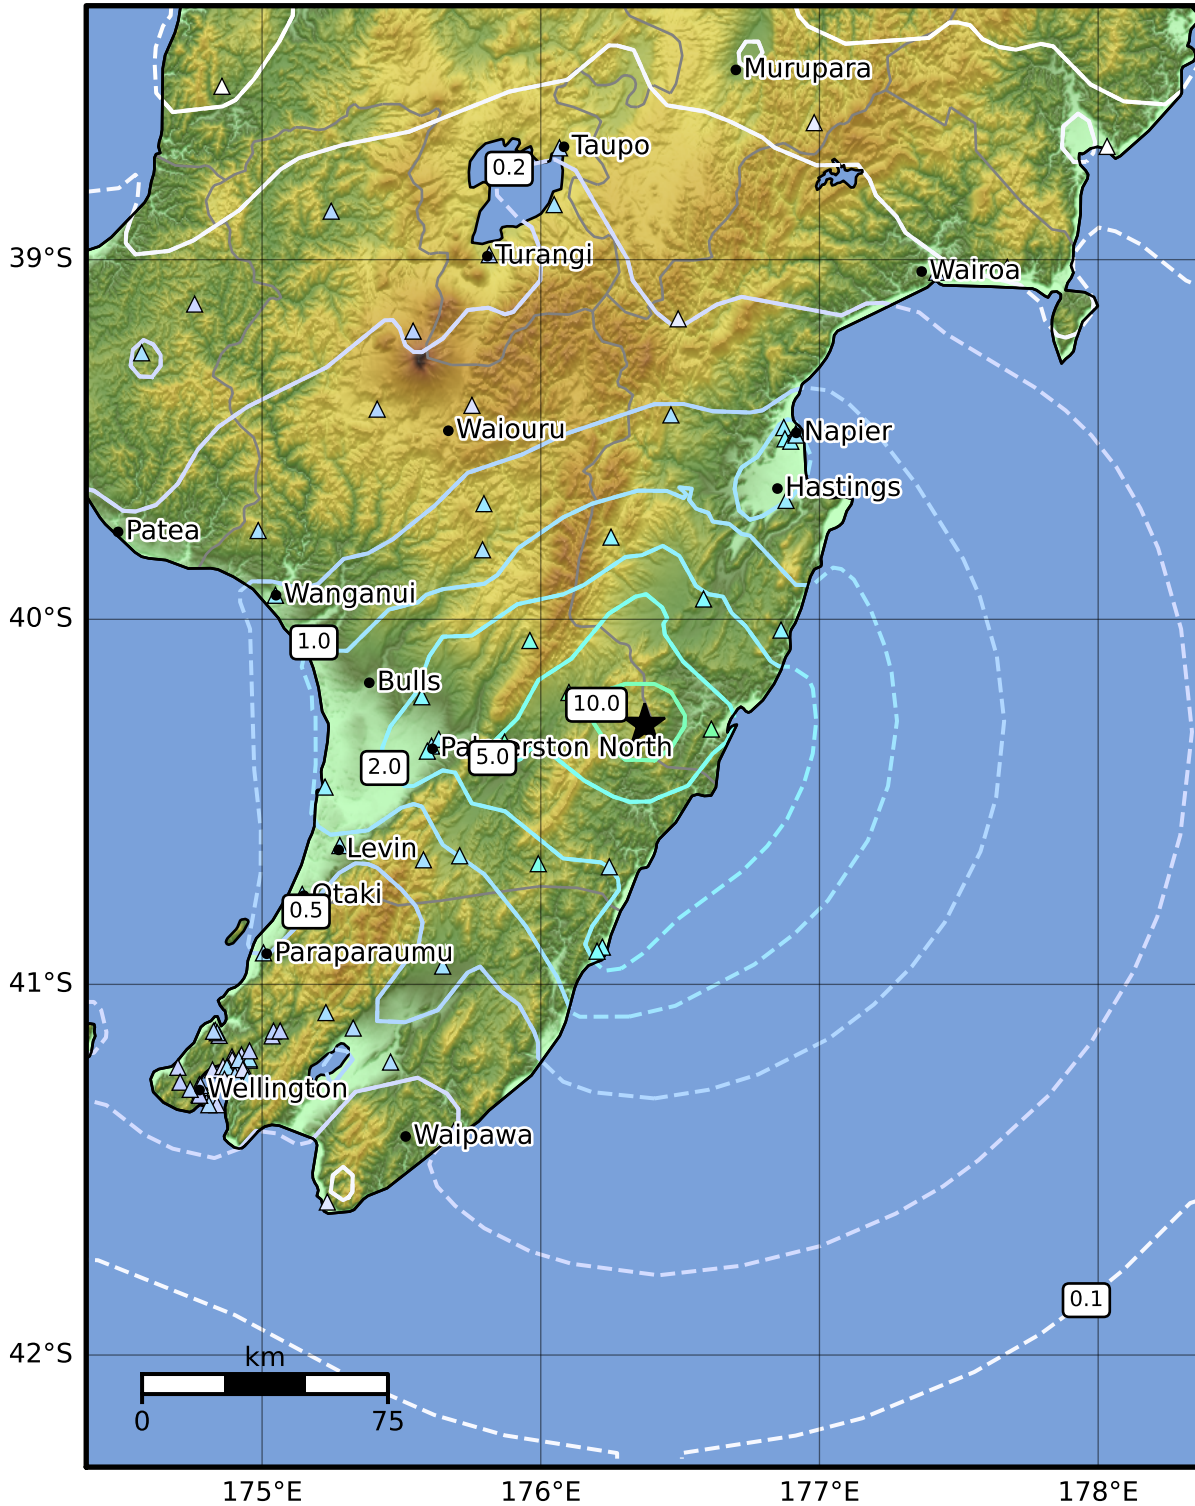 Murupara
Taupo
0.2
Turangi
39°S
Wairoa
Waiouru
Napier
Hastings
Patea
Wanganui
40°S
1.0
Bulls
10.0
Palmerston North
5.0
2.0
Levin
Otaki
0.5
Paraparaumu
41°S
Wellington
Waipawa
0.1
42°S
km
0
75
175°E
176°E
177°E
178°E